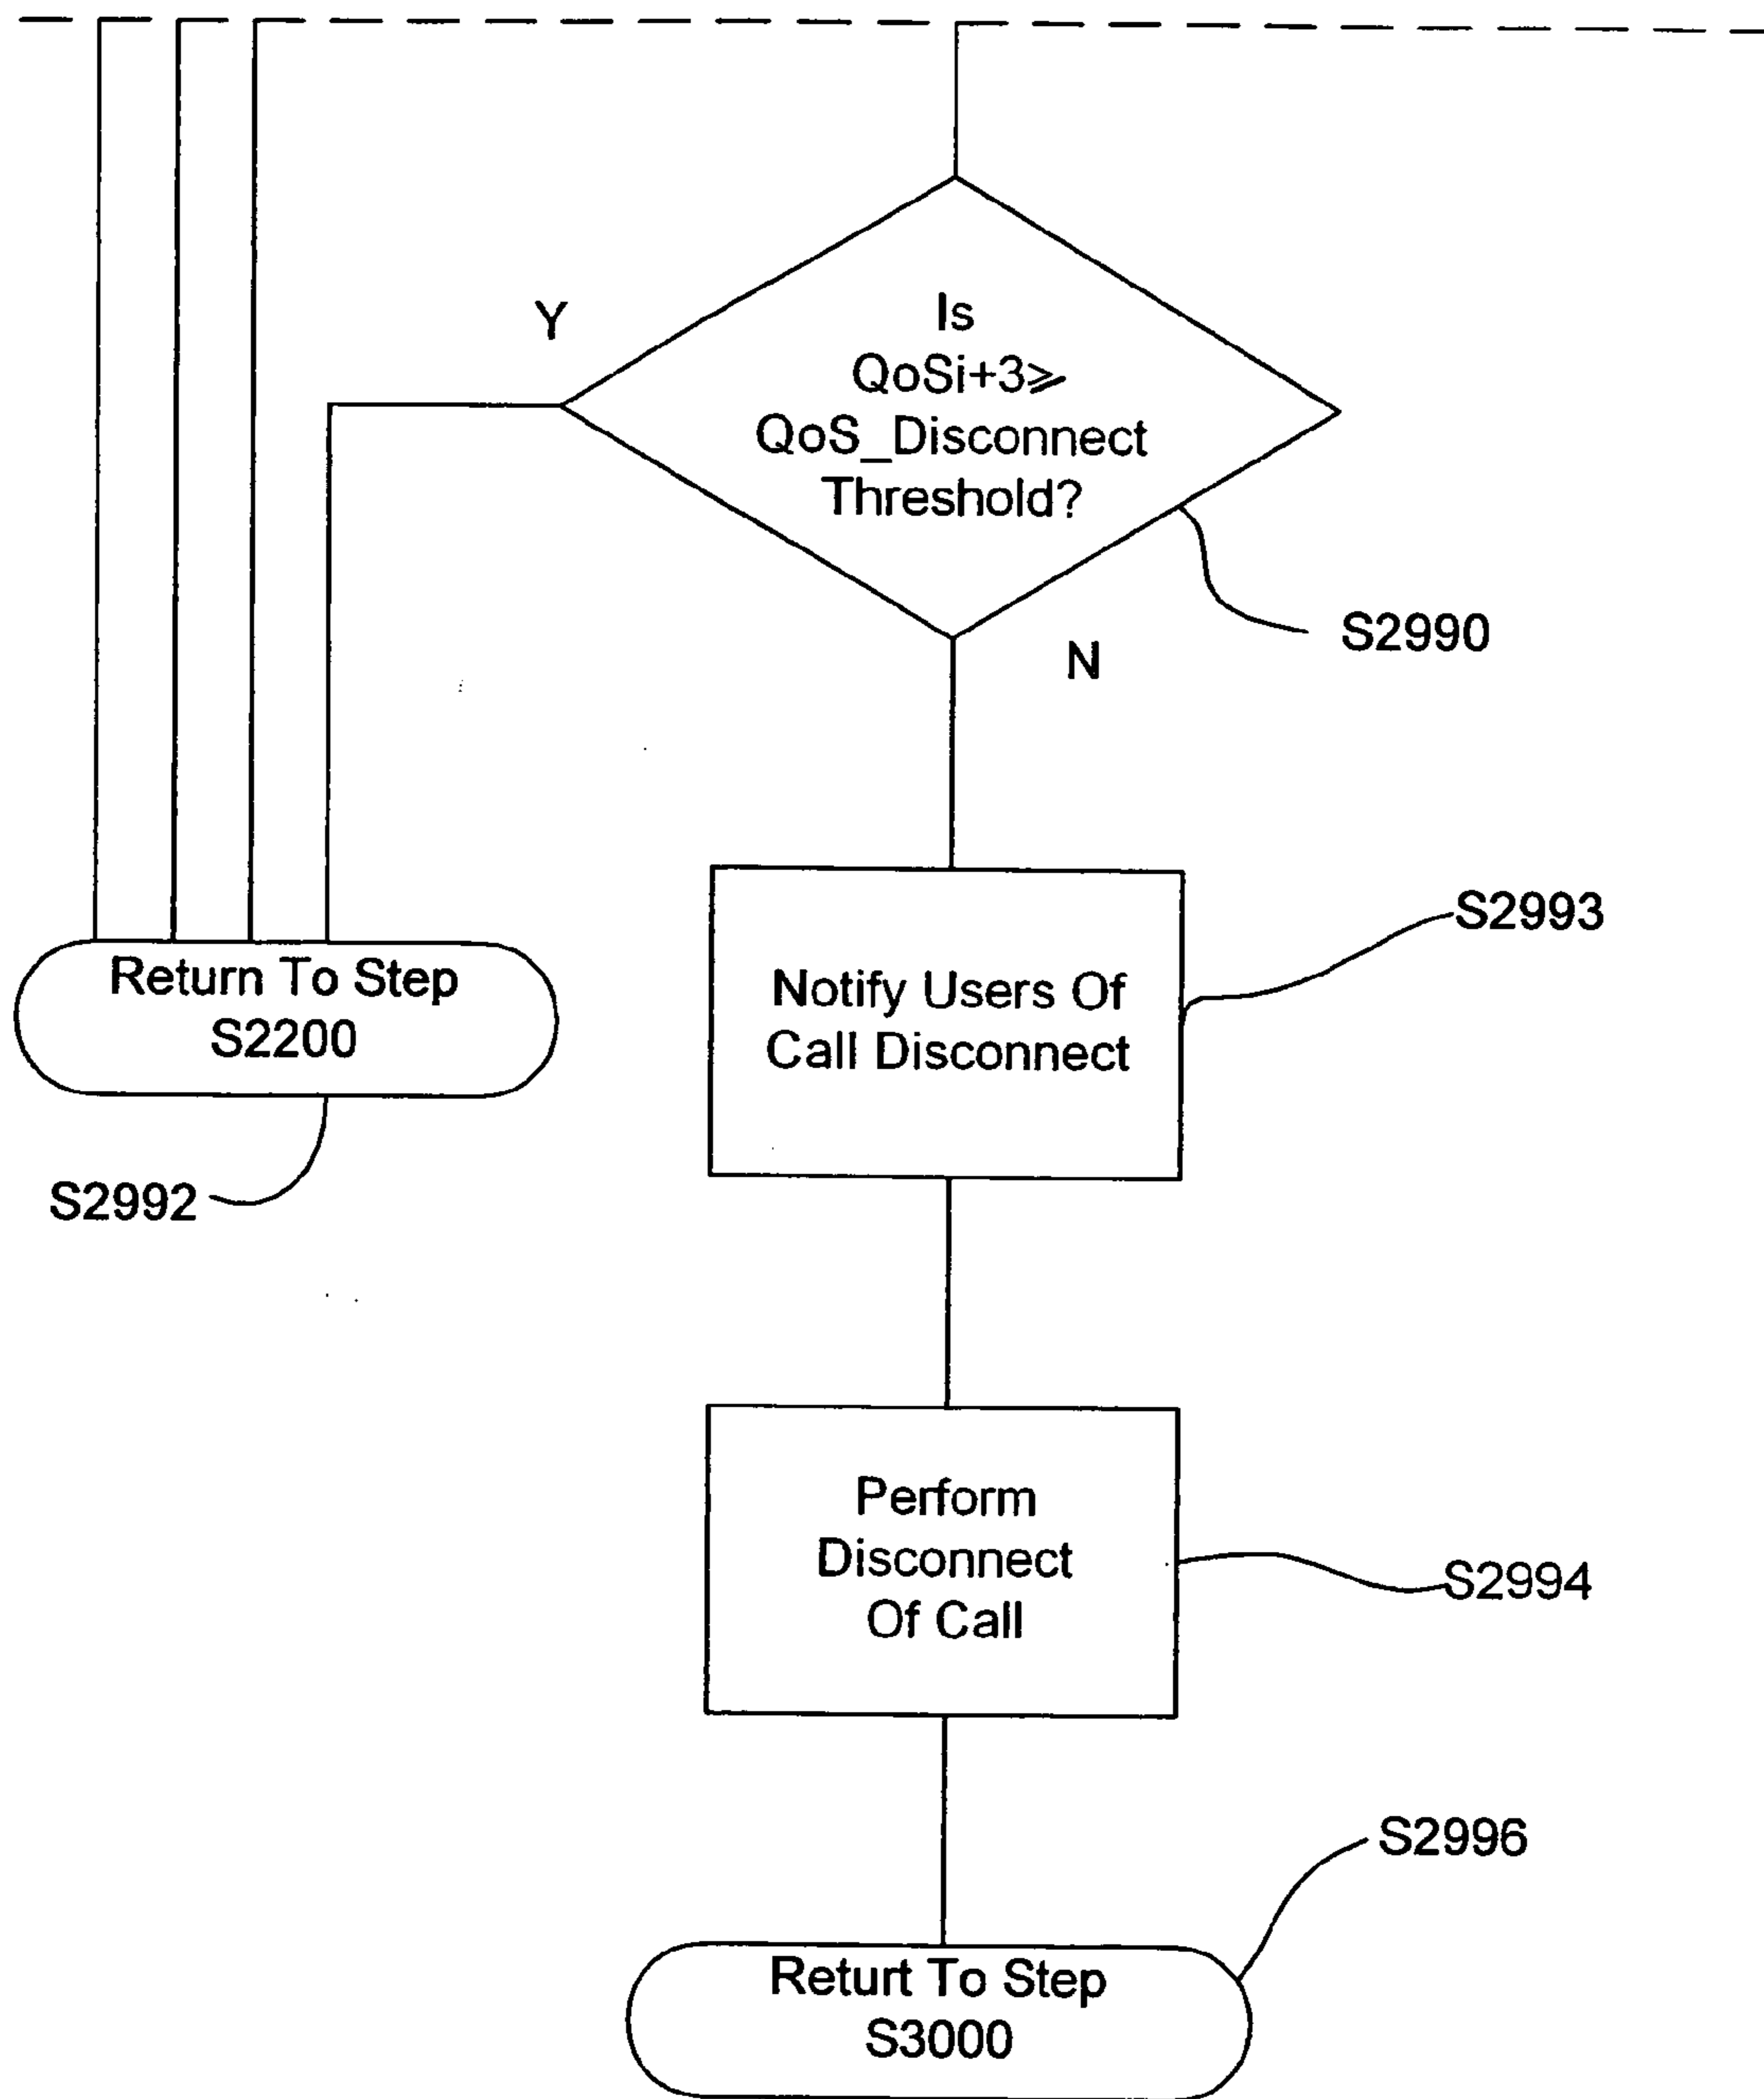 Y
Is
QoSi+3⩾
QoS_Disconnect
Threshold?
S2990
N
S2993
Notify Users Of
Call Disconnect
Return To Step
S2200
S2992
Perform
Disconnect
Of Call
S2994
S2996
Returt To Step
S3000